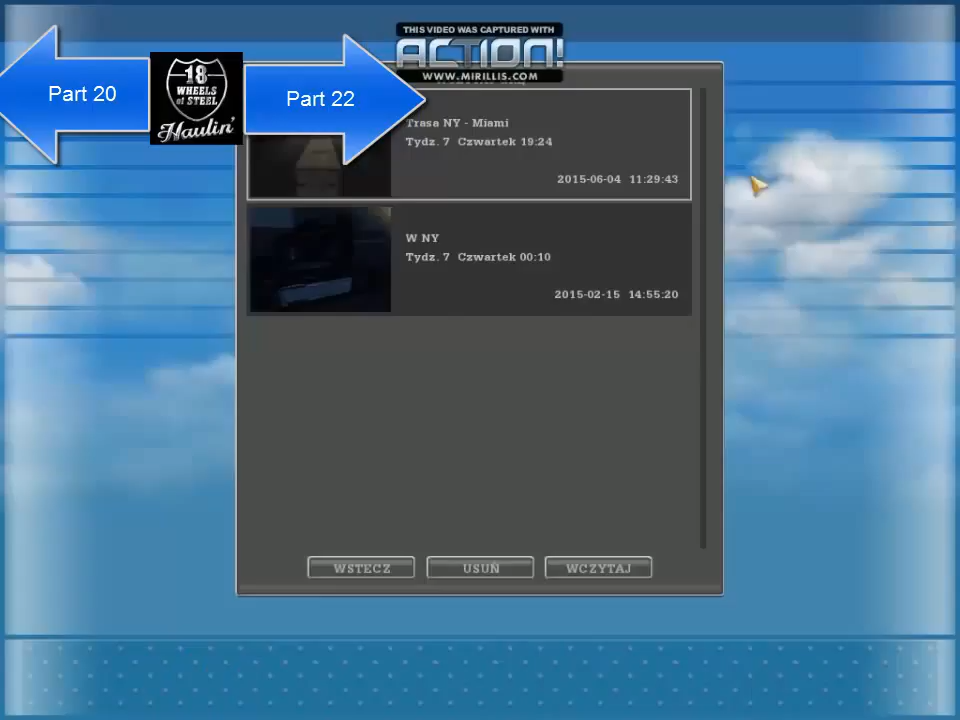 THIS VIDEO WAS CAPTURED WITH
ACTION!
WWW.MIRILLIS.COM
Part 20
18
WHEELS
of STEEL
Haulin'
Part 22
Trasa NY - Miami
Tydz. 7 Czwartek 19:24
2015-06-04 11:29:43
W NY
Tydz. 7 Czwartek 00:10
2015-02-15 14:55:20
WSTECZ
USUŃ
WCZYTAJ